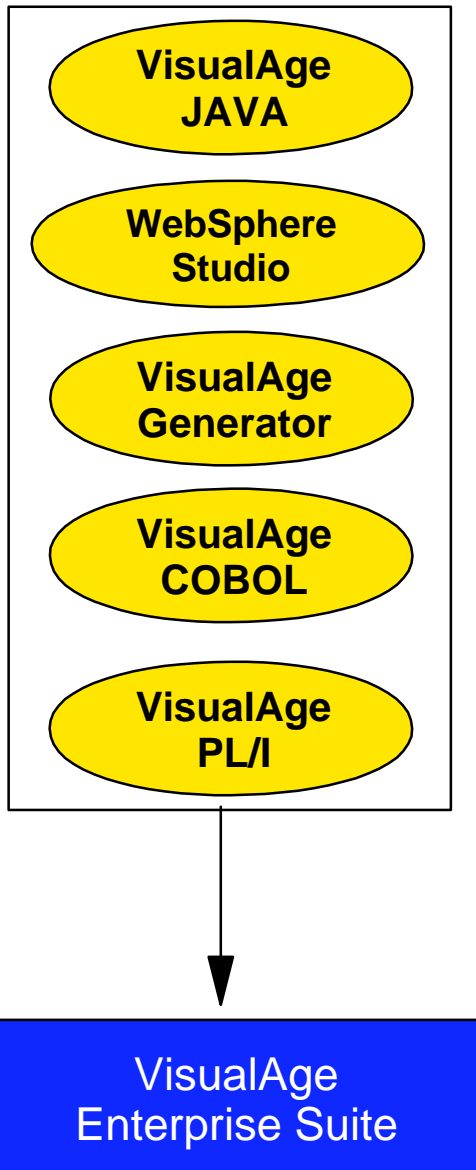 VisualAge
JAVA
WebSphere
Studio
VisualAge
Generator
VisualAge
COBOL
VisualAge
PL/I
VisualAge
Enterprise Suite